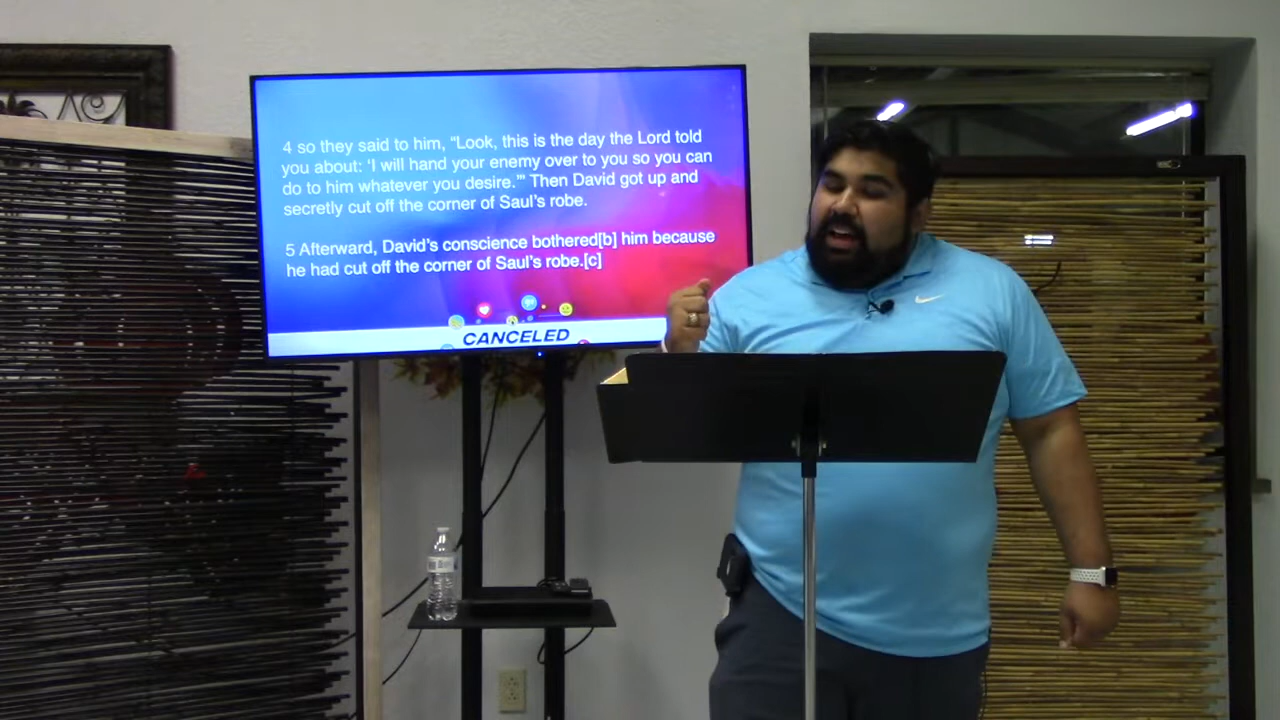 4 so they said to him, “Look, this is the day the Lord told
you about: ‘I will hand your enemy over to you so you can
do to him whatever you desire.’” Then David got up and
secretly cut off the corner of Saul’s robe.
5 Afterward, David’s conscience bothered[b] him because
he had cut off the corner of Saul’s robe.[c]
CANCELED